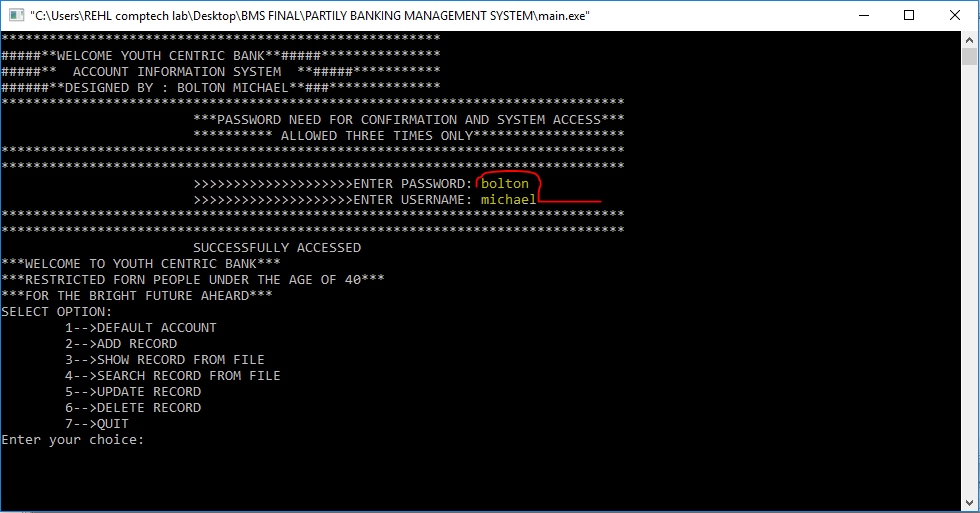 "C:\Users\REHL comptech lab\Desktop\BMS FINAL\PARTILY BANKING MANAGEMENT SYSTEM\main.exe"
*******************************************************
#####**WELCOME YOUTH CENTRIC BANK**#####***************
#####**  ACCOUNT INFORMATION SYSTEM  **#####***********
######**DESIGNED BY : BOLTON MICHAEL**###**************
******************************************************************************
***PASSWORD NEED FOR CONFIRMATION AND SYSTEM ACCESS***
********** ALLOWED THREE TIMES ONLY*******************
******************************************************************************
******************************************************************************
>>>>>>>>>>>>>>>>>>>>ENTER PASSWORD: bolton
>>>>>>>>>>>>>>>>>>>>ENTER USERNAME: michael
******************************************************************************
******************************************************************************
SUCCESSFULLY ACCESSED
***WELCOME TO YOUTH CENTRIC BANK***
***RESTRICTED FORN PEOPLE UNDER THE AGE OF 40***
***FOR THE BRIGHT FUTURE AHEARD***
SELECT OPTION:
1-->DEFAULT ACCOUNT
2-->ADD RECORD
3-->SHOW RECORD FROM FILE
4-->SEARCH RECORD FROM FILE
5-->UPDATE RECORD
6-->DELETE RECORD
7-->QUIT
Enter your choice: